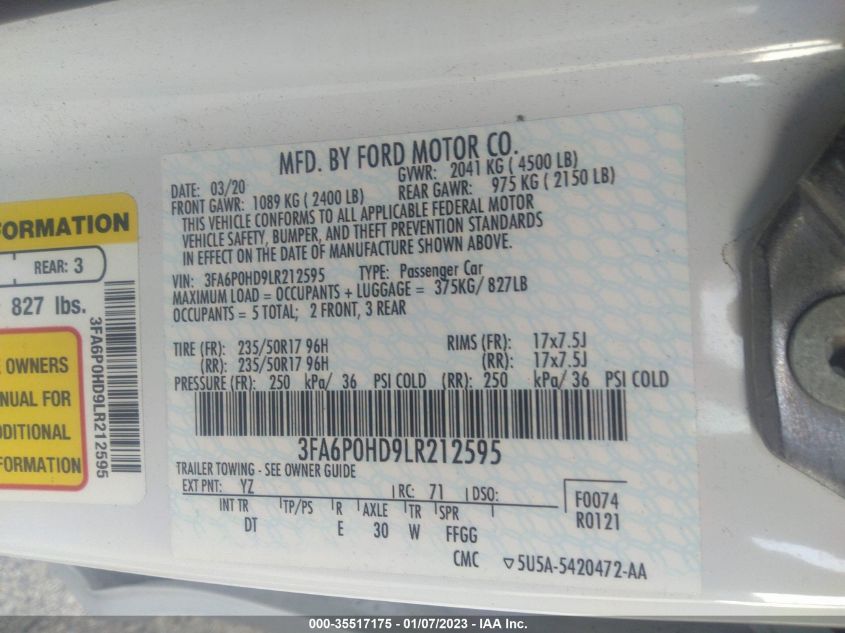 MFD. BY FORD MOTOR CO.
DATE: 03/20
GVWR: 2041 KG ( 4500 LB)
FRONT GAWR: 1089 KG ( 2400 LB)
REAR GAWR: 975 KG ( 2150 LB)
THIS VEHICLE CONFORMS TO ALL APPLICABLE FEDERAL MOTOR
VEHICLE SAFETY, BUMPER, AND THEFT PREVENTION STANDARDS
IN EFFECT ON THE DATE OF MANUFACTURE SHOWN ABOVE.
VIN: 3FA6P0HD9LR212595 TYPE: Passenger Car
MAXIMUM LOAD = OCCUPANTS + LUGGAGE = 375KG/ 827LB
OCCUPANTS = 5 TOTAL; 2 FRONT, 3 REAR
TIRE (FR): 235/50R17 96H RIMS (FR): 17x7.5J
(RR): 235/50R17 96H (RR): 17x7.5J
PRESSURE (FR): 250 kPa/ 36 PSI COLD (RR): 250 kPa/ 36 PSI COLD
3FA6P0HD9LR212595
TRAILER TOWING - SEE OWNER GUIDE
EXT PNT: YZ RC: 71 DSO:
INT TR TP/PS R AXLE TR SPR
DT E 30 W FFGG
F0074
R0121
CMC 5U5A-5420472-AA
FORMATION
REAR: 3
827 lbs.
OWNERS
NUAL FOR
DDITIONAL
FORMATION
3FA6P0HD9LR212595
000-35517175 - 01/07/2023 - IAA Inc.